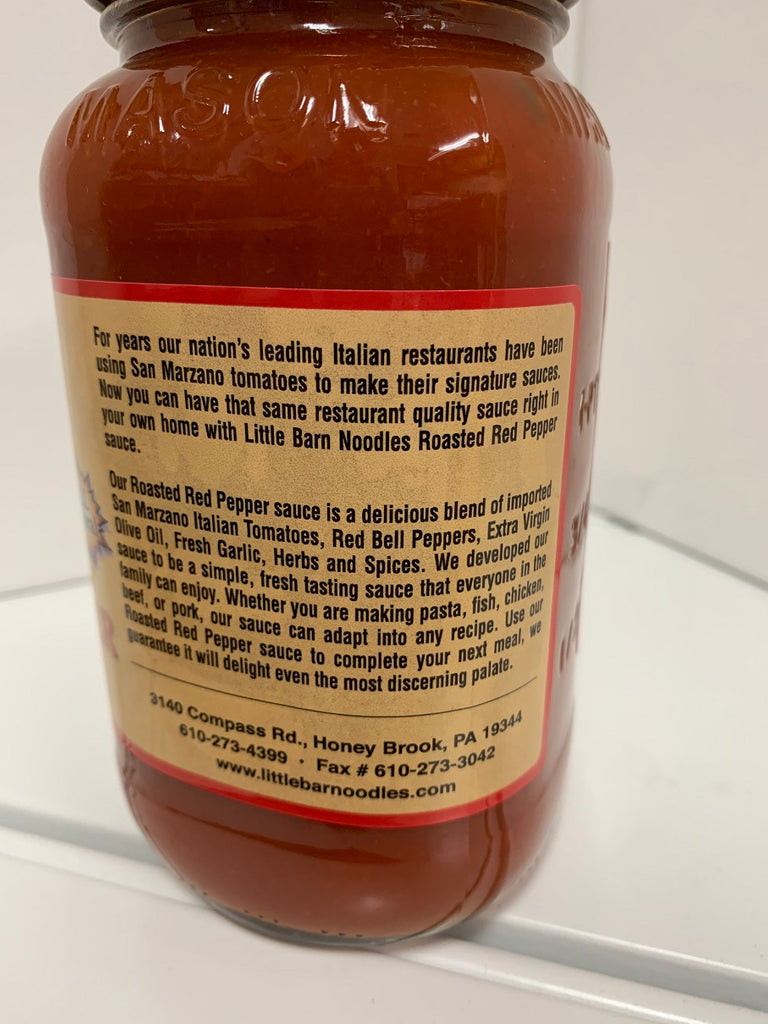 MASON
For years our nation's leading Italian restaurants have been
using San Marzano tomatoes to make their signature sauces.
Now you can have that same restaurant quality sauce right in
your own home with Little Barn Noodles Roasted Red Pepper
sauce.
Our Roasted Red Pepper sauce is a delicious blend of imported
San Marzano Italian Tomatoes, Red Bell Peppers, Extra Virgin
Olive Oil, Fresh Garlic, Herbs and Spices. We developed our
sauce to be a simple, fresh tasting sauce that everyone in the
family can enjoy. Whether you are making pasta, fish, chicken,
beef, or pork, our sauce can adapt into any recipe. Use our
Roasted Red Pepper sauce to complete your next meal, we
guarantee it will delight even the most discerning palate.
3140 Compass Rd., Honey Brook, PA 19344
610-273-4399 · Fax # 610-273-3042
www.littlebarnoodles.com